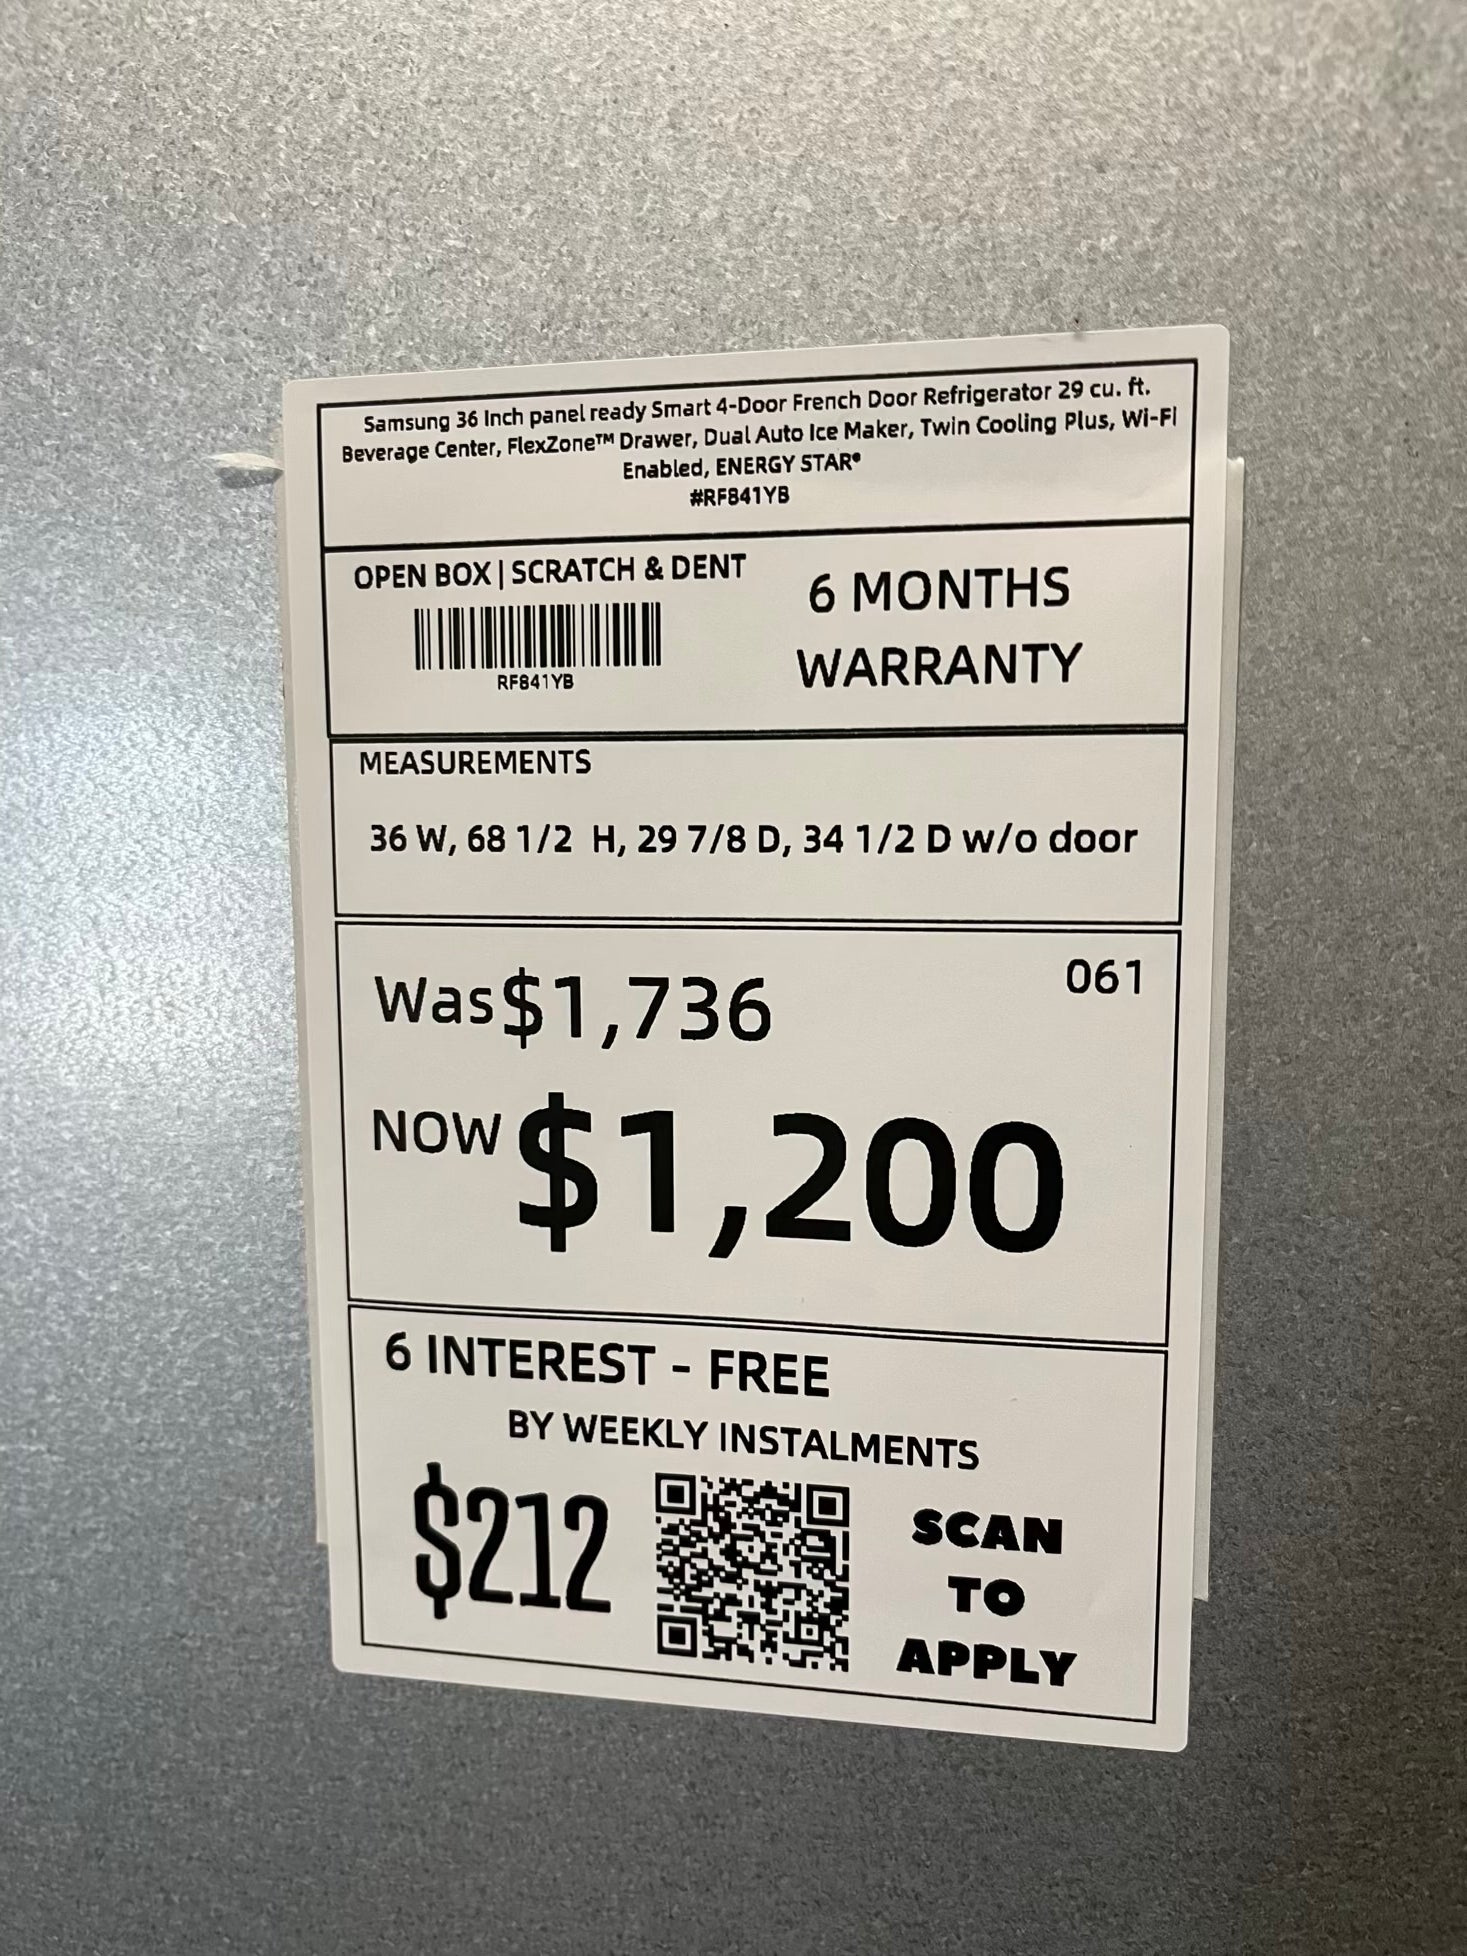 Samsung 36 Inch panel ready Smart 4-Door French Door Refrigerator 29 cu. ft.
Beverage Center, FlexZone™ Drawer, Dual Auto Ice Maker, Twin Cooling Plus, Wi-Fi
Enabled, ENERGY STAR®
#RF841YB
OPEN BOX | SCRATCH & DENT
RF841YB
6 MONTHS
WARRANTY
MEASUREMENTS
36 W, 68 1/2 H, 29 7/8 D, 34 1/2 D w/o door
Was $1,736
061
NOW $1,200
6 INTEREST - FREE
BY WEEKLY INSTALMENTS
$212
SCAN
TO
APPLY